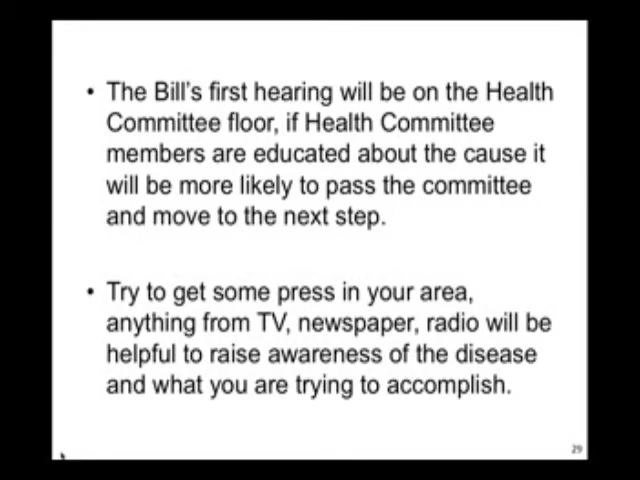 • The Bill's first hearing will be on the Health
Committee floor, if Health Committee
members are educated about the cause it
will be more likely to pass the committee
and move to the next step.
• Try to get some press in your area,
anything from TV, newspaper, radio will be
helpful to raise awareness of the disease
and what you are trying to accomplish.
29